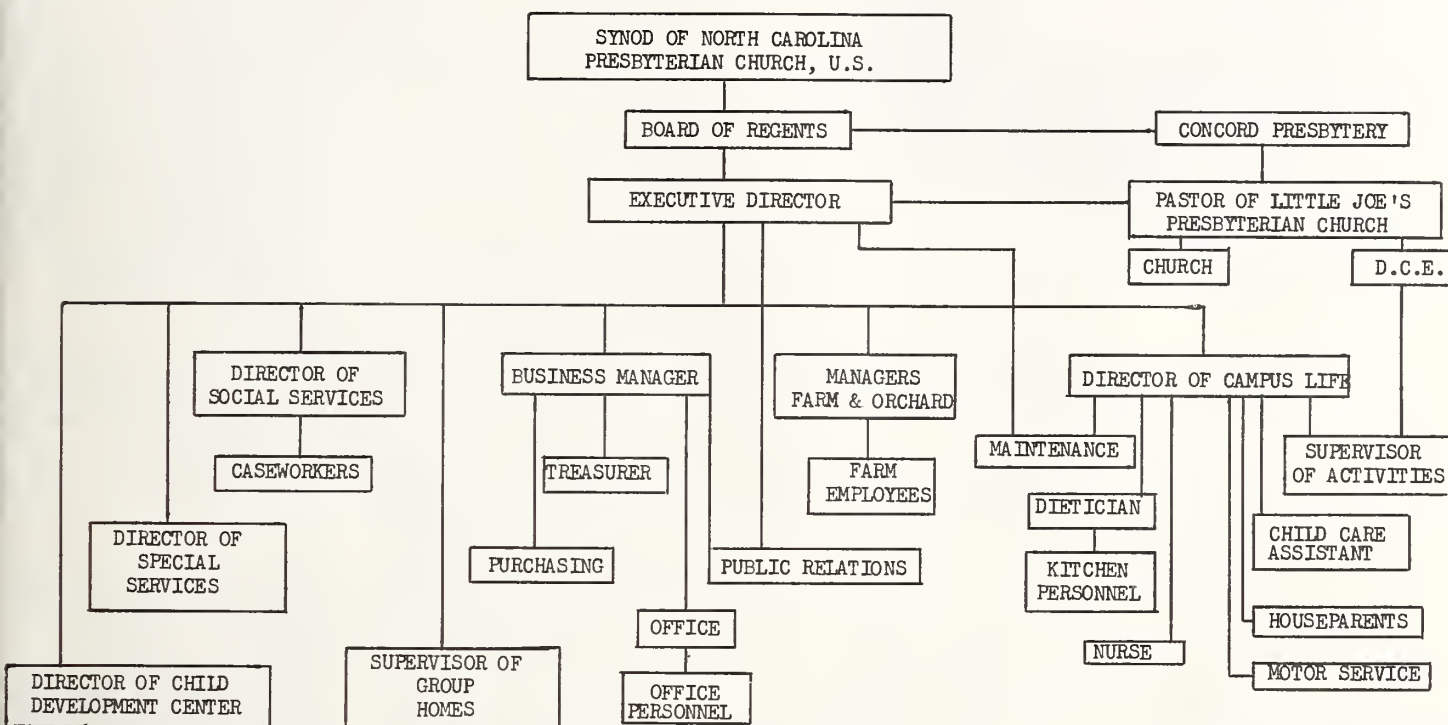 SYNOD OF NORTH CAROLINA
PRESBYTERIAN CHURCH, U.S.
BOARD OF REGENTS
CONCORD PRESBYTERY
EXECUTIVE DIRECTOR
PASTOR OF LITTLE JOE'S
PRESBYTERIAN CHURCH
CHURCH
D.C.E.
DIRECTOR OF
SOCIAL SERVICES
BUSINESS MANAGER
MANAGERS
FARM & ORCHARD
DIRECTOR OF CAMPUS LIFE
CASEWORKERS
TREASURER
FARM
EMPLOYEES
MAINTENANCE
SUPERVISOR
OF ACTIVITIES
DIRECTOR OF
SPECIAL
SERVICES
PURCHASING
PUBLIC RELATIONS
DIETICIAN
KITCHEN
PERSONNEL
CHILD CARE
ASSISTANT
OFFICE
HOUSEPARENTS
NURSE
MOTOR SERVICE
DIRECTOR OF CHILD
DEVELOPMENT CENTER
SUPERVISOR OF
GROUP
HOMES
OFFICE
PERSONNEL